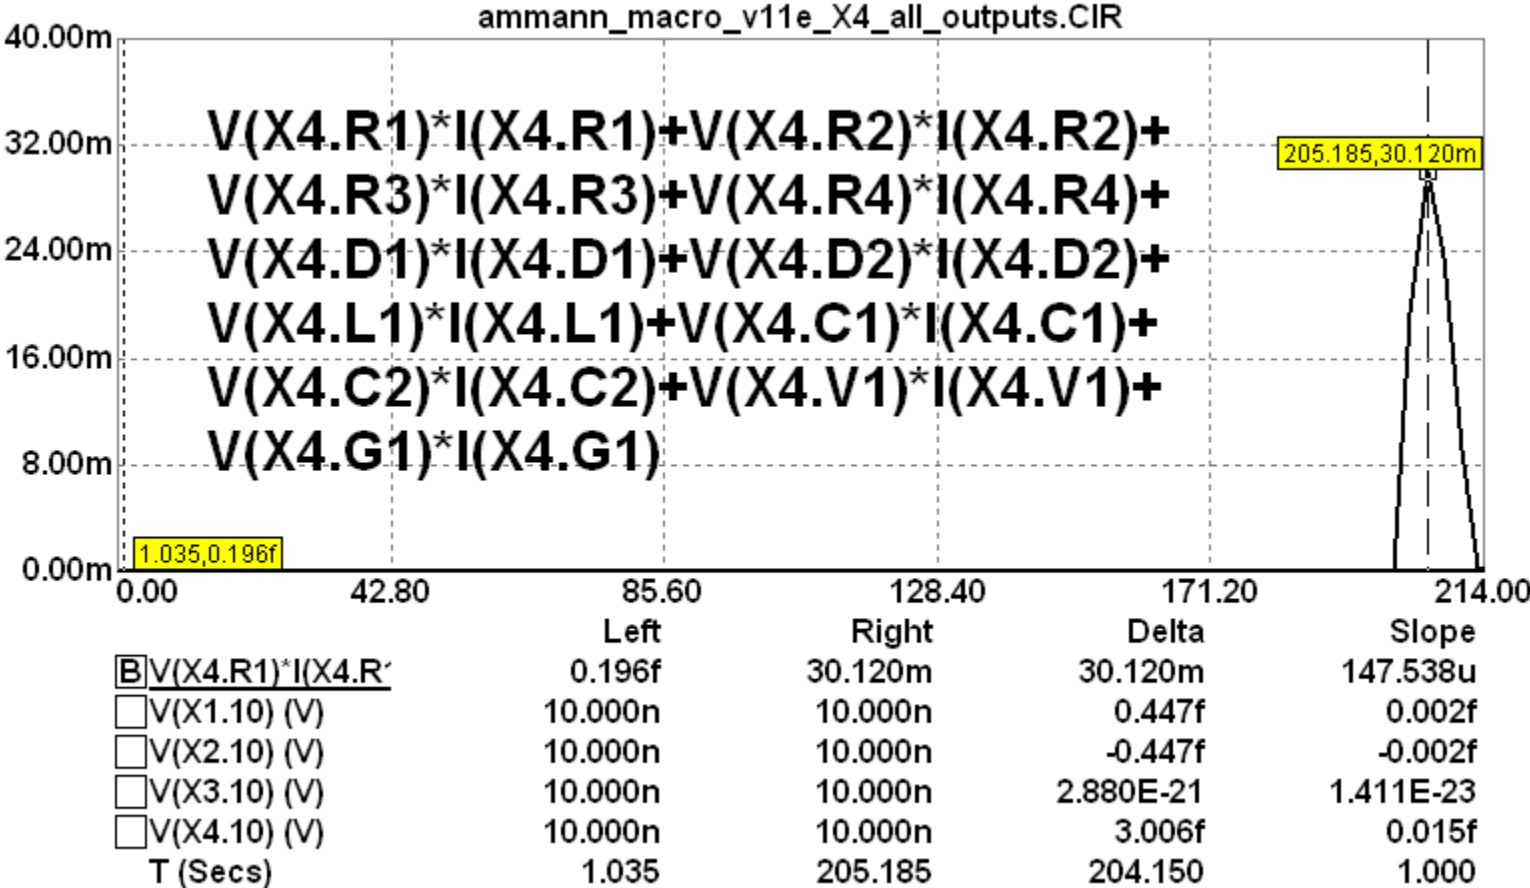 ammann_macro_v11e_X4_all_outputs.CIR
40.00m
32.00m
24.00m
16.00m
8.00m
0.00m
V(X4.R1)*I(X4.R1)+V(X4.R2)*I(X4.R2)+
V(X4.R3)*I(X4.R3)+V(X4.R4)*I(X4.R4)+
V(X4.D1)*I(X4.D1)+V(X4.D2)*I(X4.D2)+
V(X4.L1)*I(X4.L1)+V(X4.C1)*I(X4.C1)+
V(X4.C2)*I(X4.C2)+V(X4.V1)*I(X4.V1)+
V(X4.G1)*I(X4.G1)
205.185,30.120m
1.035,0.196f
0.00 42.80 85.60 128.40 171.20 214.00
Left Right Delta Slope
B V(X4.R1)*I(X4.R1 0.196f 30.120m 30.120m 147.538u
V(X1.10) (V) 10.000n 10.000n 0.447f 0.002f
V(X2.10) (V) 10.000n 10.000n -0.447f -0.002f
V(X3.10) (V) 10.000n 10.000n 2.880E-21 1.411E-23
V(X4.10) (V) 10.000n 10.000n 3.006f 0.015f
T (Secs) 1.035 205.185 204.150 1.000